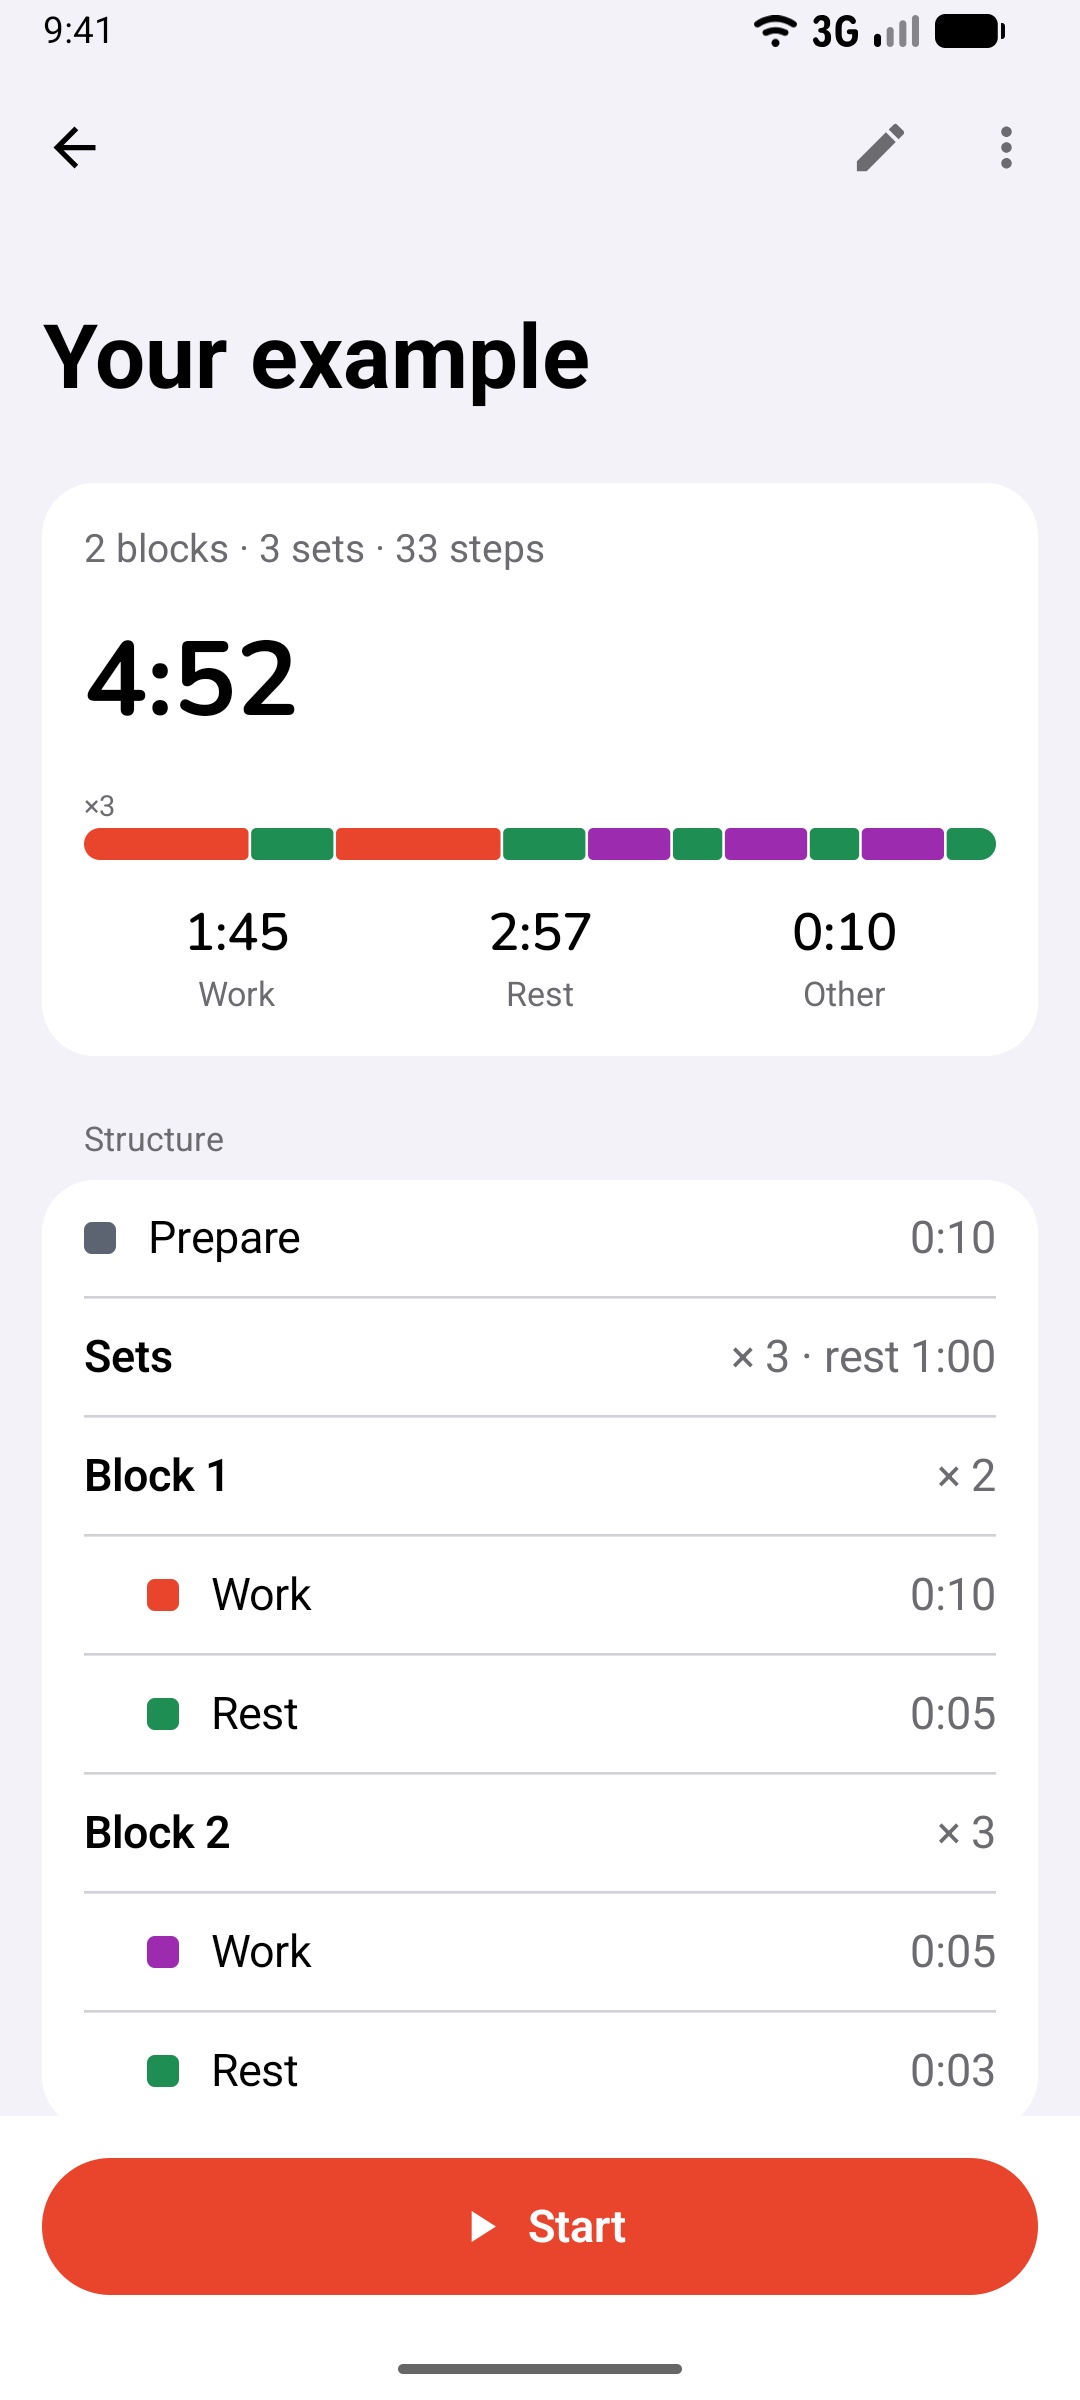 9:41
3G
Your example
2 blocks · 3 sets · 33 steps
4:52
×3
1:45 2:57 0:10
Work Rest Other
Structure
Prepare 0:10
Sets × 3 · rest 1:00
Block 1 × 2
Work 0:10
Rest 0:05
Block 2 × 3
Work 0:05
Rest 0:03
Start